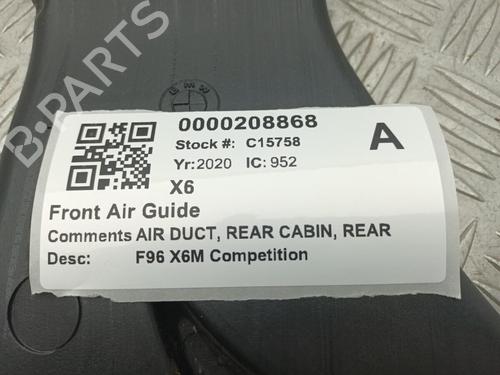 B-PARTS
BMW
0000208868
A
Stock #: C15758
Yr:2020 IC: 952
X6
Front Air Guide
Comments AIR DUCT, REAR CABIN, REAR
Desc: F96 X6M Competition